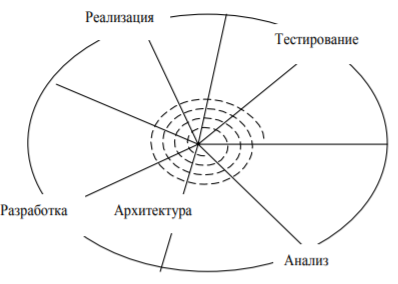 Реализация
Тестирование
Разработка
Архитектура
Анализ